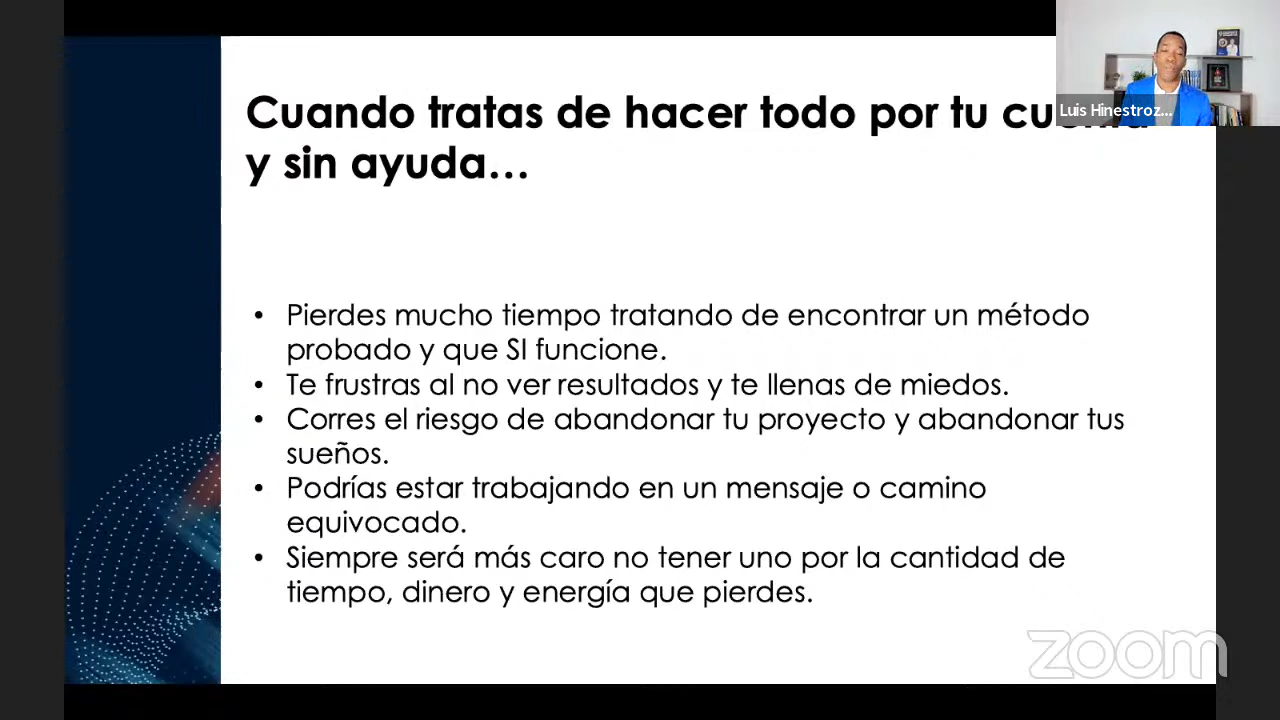 Cuando tratas de hacer todo por tu
y sin ayuda...
Luis Hinestroz...
• Pierdes mucho tiempo tratando de encontrar un método
probado y que SI funcione.
• Te frustras al no ver resultados y te llenas de miedos.
• Corres el riesgo de abandonar tu proyecto y abandonar tus
sueños.
• Podrías estar trabajando en un mensaje o camino
equivocado.
• Siempre será más caro no tener uno por la cantidad de
tiempo, dinero y energía que pierdes.
zoom